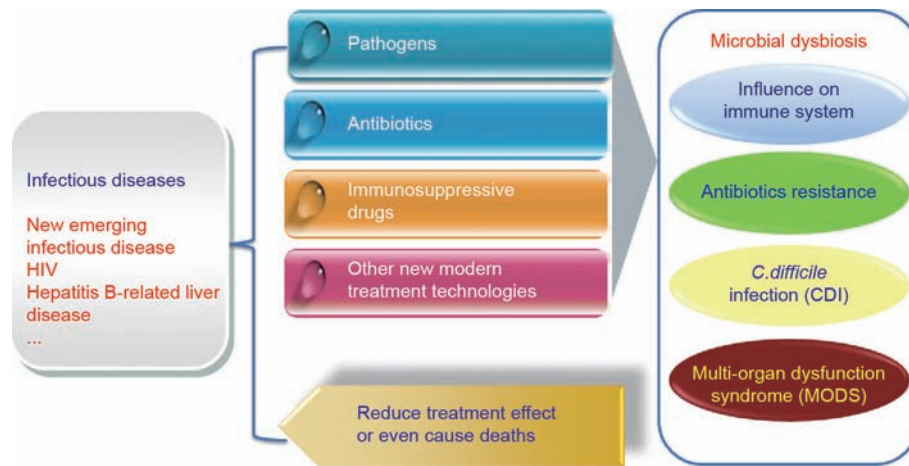 Infectious diseases
New emerging
infectious disease
HIV
Hepatitis B-related liver
disease
...
Pathogens
Antibiotics
Immunosuppressive
drugs
Other new modern
treatment technologies
Microbial dysbiosis
Influence on
immune system
Antibiotics resistance
C.difficile
infection (CDI)
Multi-organ dysfunction
syndrome (MODS)
Reduce treatment effect
or even cause deaths